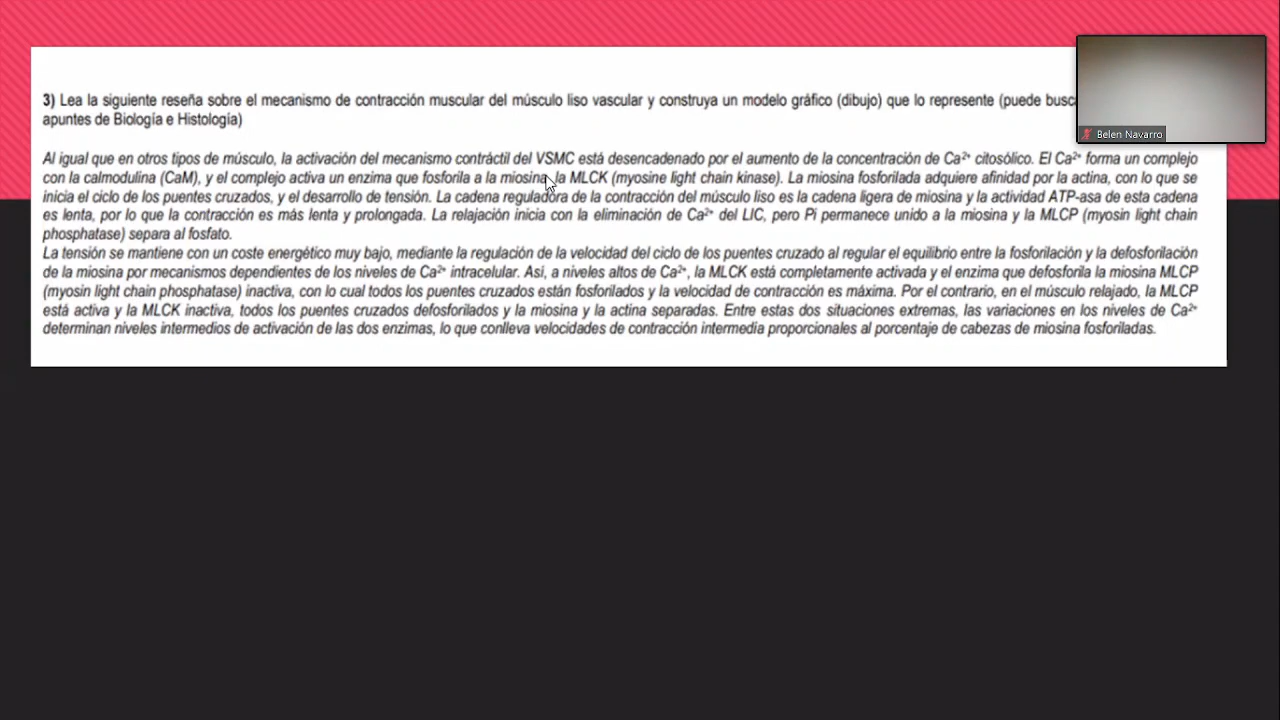 3) Lea la siguiente reseña sobre el mecanismo de contracción muscular del músculo liso vascular y construya un modelo gráfico (dibujo) que lo represente (puede busca
apuntes de Biología e Histología)
Belen Navarro
Al igual que en otros tipos de músculo, la activación del mecanismo contráctil del VSMC está desencadenado por el aumento de la concentración de Ca²⁺ citosólico. El Ca²⁺ forma un complejo
con la calmodulina (CaM), y el complejo activa un enzima que fosforila a la miosina, la MLCK (myosine light chain kinase). La miosina fosforilada adquiere afinidad por la actina, con lo que se
inicia el ciclo de los puentes cruzados, y el desarrollo de tensión. La cadena reguladora de la contracción del músculo liso es la cadena ligera de miosina y la actividad ATP-asa de esta cadena
es lenta, por lo que la contracción es más lenta y prolongada. La relajación inicia con la eliminación de Ca²⁺ del LIC, pero Pi permanece unido a la miosina y la MLCP (myosin light chain
phosphatase) separa al fosfato.
La tensión se mantiene con un coste energético muy bajo, mediante la regulación de la velocidad del ciclo de los puentes cruzado al regular el equilibrio entre la fosforilación y la defosforilación
de la miosina por mecanismos dependientes de los niveles de Ca²⁺ intracelular. Así, a niveles altos de Ca²⁺, la MLCK está completamente activada y el enzima que defosforila la miosina MLCP
(myosin light chain phosphatase) inactiva, con lo cual todos los puentes cruzados están fosforilados y la velocidad de contracción es máxima. Por el contrario, en el músculo relajado, la MLCP
está activa y la MLCK inactiva, todos los puentes cruzados defosforilados y la miosina y la actina separadas. Entre estas dos situaciones extremas, las variaciones en los niveles de Ca²⁺
determinan niveles intermedios de activación de las dos enzimas, lo que conlleva velocidades de contracción intermedia proporcionales al porcentaje de cabezas de miosina fosforiladas.